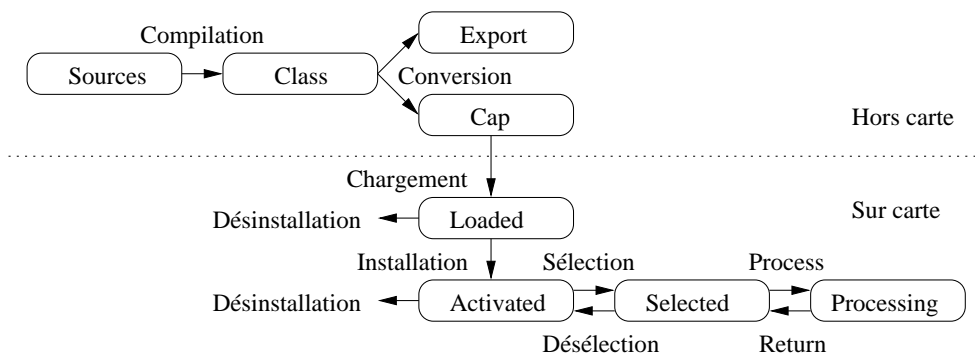 Export
Compilation
Sources
Class
Conversion
Cap
Hors carte
Chargement
Désinstallation
Loaded
Sur carte
Installation
Sélection
Process
Désinstallation
Activated
Selected
Processing
Désélection
Return